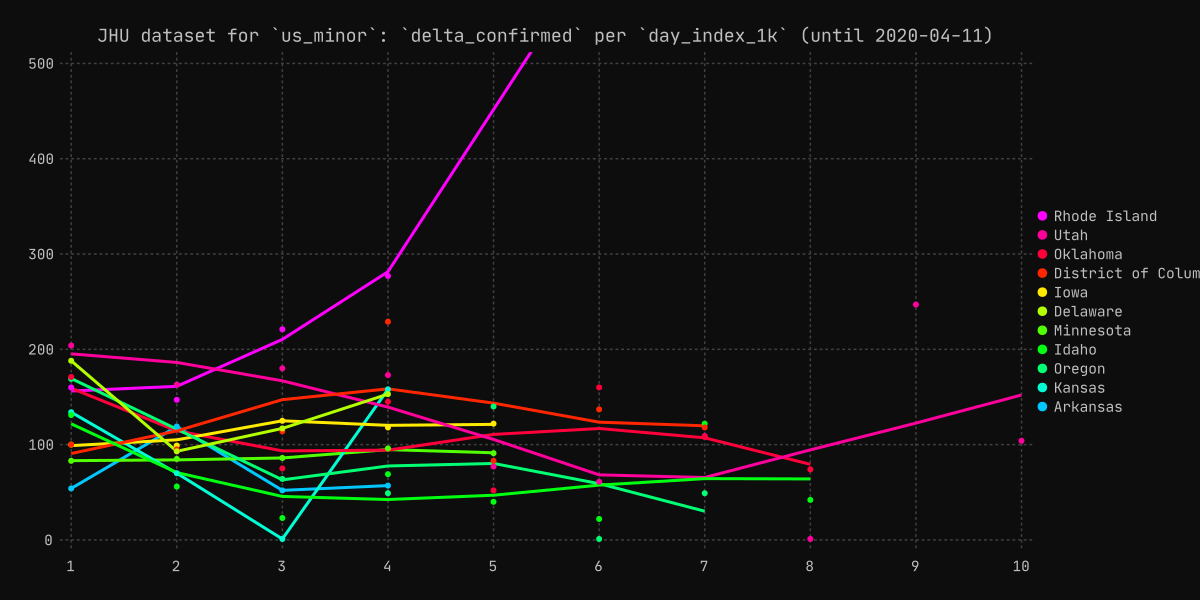 JHU dataset for `us_minor`: `delta_confirmed` per `day_index_1k` (until 2020-04-11)
500
400
300
200
100
0
1 2 3 4 5 6 7 8 9 10
Rhode Island
Utah
Oklahoma
District of Colum
Iowa
Delaware
Minnesota
Idaho
Oregon
Kansas
Arkansas